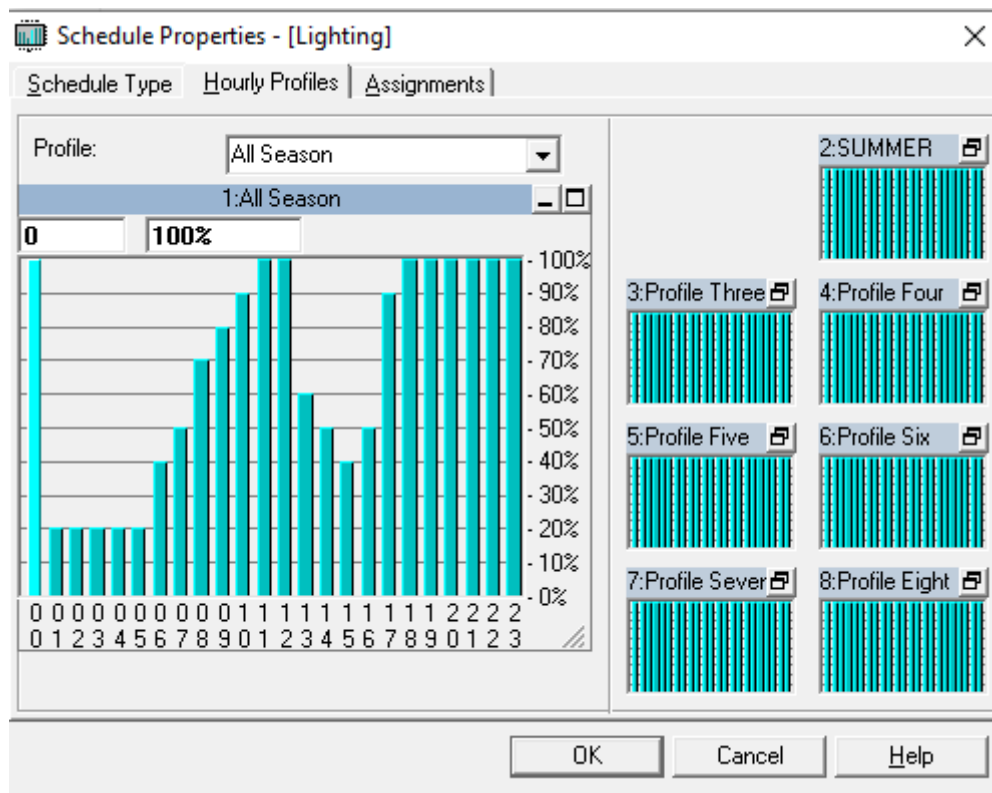 Schedule Properties - [Lighting]
Schedule Type Hourly Profiles Assignments
Profile: All Season
1:All Season
0 100%
- 100%
- 90%
- 80%
- 70%
- 60%
- 50%
- 40%
- 30%
- 20%
- 10%
- 0%
0 0 0 0 0 0 0 0 0 0 1 1 1 1 1 1 1 1 1 1 2 2 2 2
0 1 2 3 4 5 6 7 8 9 0 1 2 3 4 5 6 7 8 9 0 1 2 3
2:SUMMER
3:Profile Three 4:Profile Four
5:Profile Five 6:Profile Six
7:Profile Sever 8:Profile Eight
OK Cancel Help